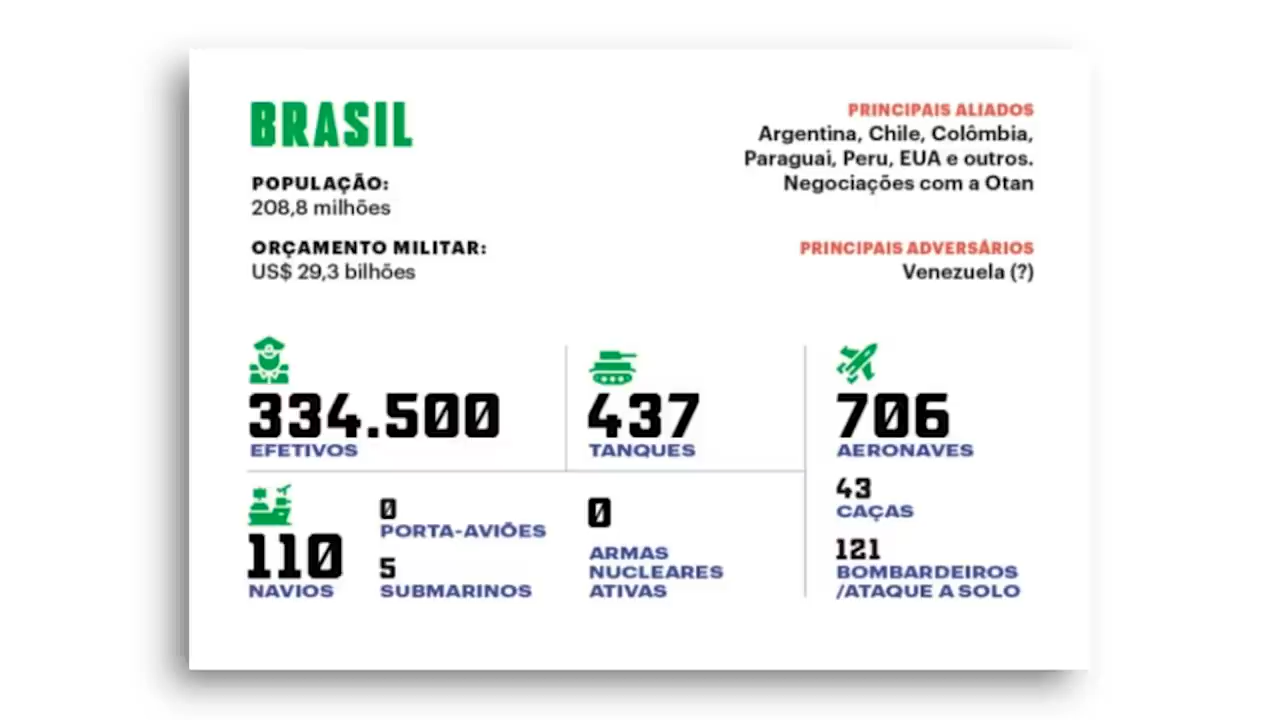 BRASIL
POPULAÇÃO:
208,8 milhões
ORÇAMENTO MILITAR:
US$ 29,3 bilhões
PRINCIPAIS ALIADOS
Argentina, Chile, Colômbia,
Paraguai, Peru, EUA e outros.
Negociações com a Otan
PRINCIPAIS ADVERSÁRIOS
Venezuela (?)
334.500
EFETIVOS
437
TANQUES
706
AERONAVES
43
CAÇAS
121
BOMBARDEIROS
/ATAQUE A SOLO
110
NAVIOS
0
PORTA-AVIÕES
5
SUBMARINOS
0
ARMAS
NUCLEARES
ATIVAS